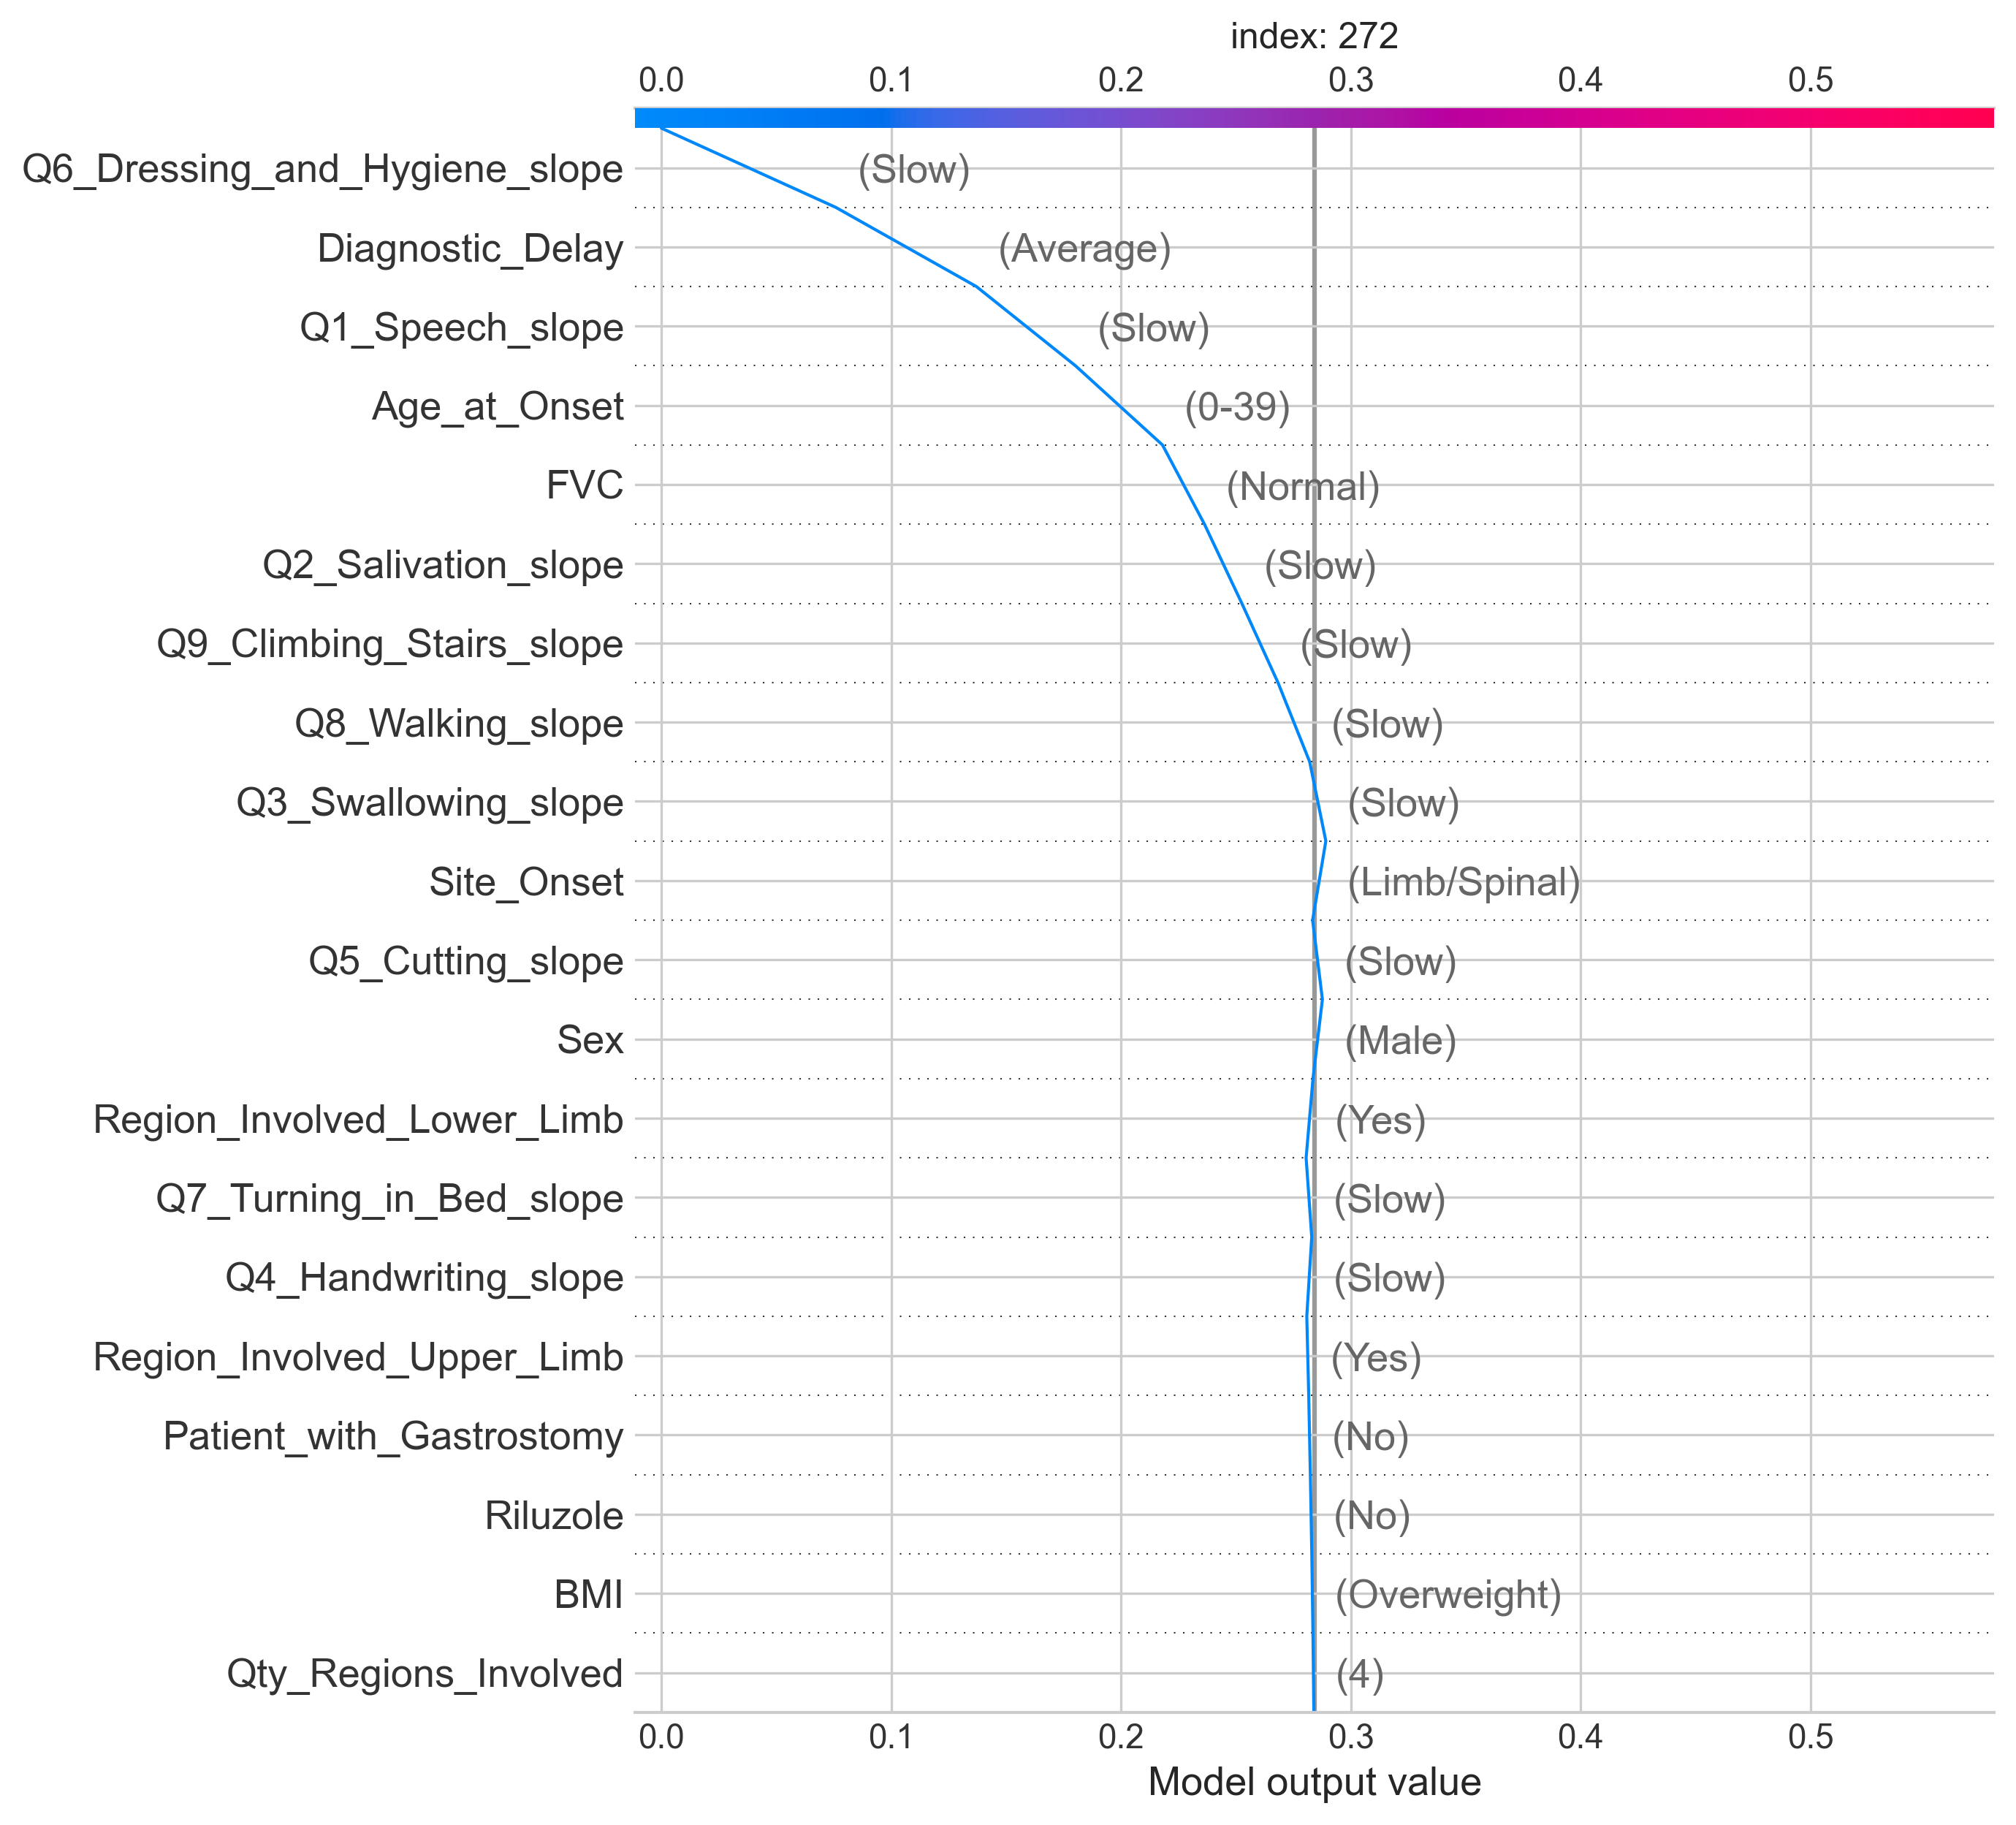 index: 272
0.0 0.1 0.2 0.3 0.4 0.5
Q6_Dressing_and_Hygiene_slope (Slow)
Diagnostic_Delay (Average)
Q1_Speech_slope (Slow)
Age_at_Onset (0-39)
FVC (Normal)
Q2_Salivation_slope (Slow)
Q9_Climbing_Stairs_slope (Slow)
Q8_Walking_slope (Slow)
Q3_Swallowing_slope (Slow)
Site_Onset (Limb/Spinal)
Q5_Cutting_slope (Slow)
Sex (Male)
Region_Involved_Lower_Limb (Yes)
Q7_Turning_in_Bed_slope (Slow)
Q4_Handwriting_slope (Slow)
Region_Involved_Upper_Limb (Yes)
Patient_with_Gastrostomy (No)
Riluzole (No)
BMI (Overweight)
Qty_Regions_Involved (4)
0.0 0.1 0.2 0.3 0.4 0.5
Model output value